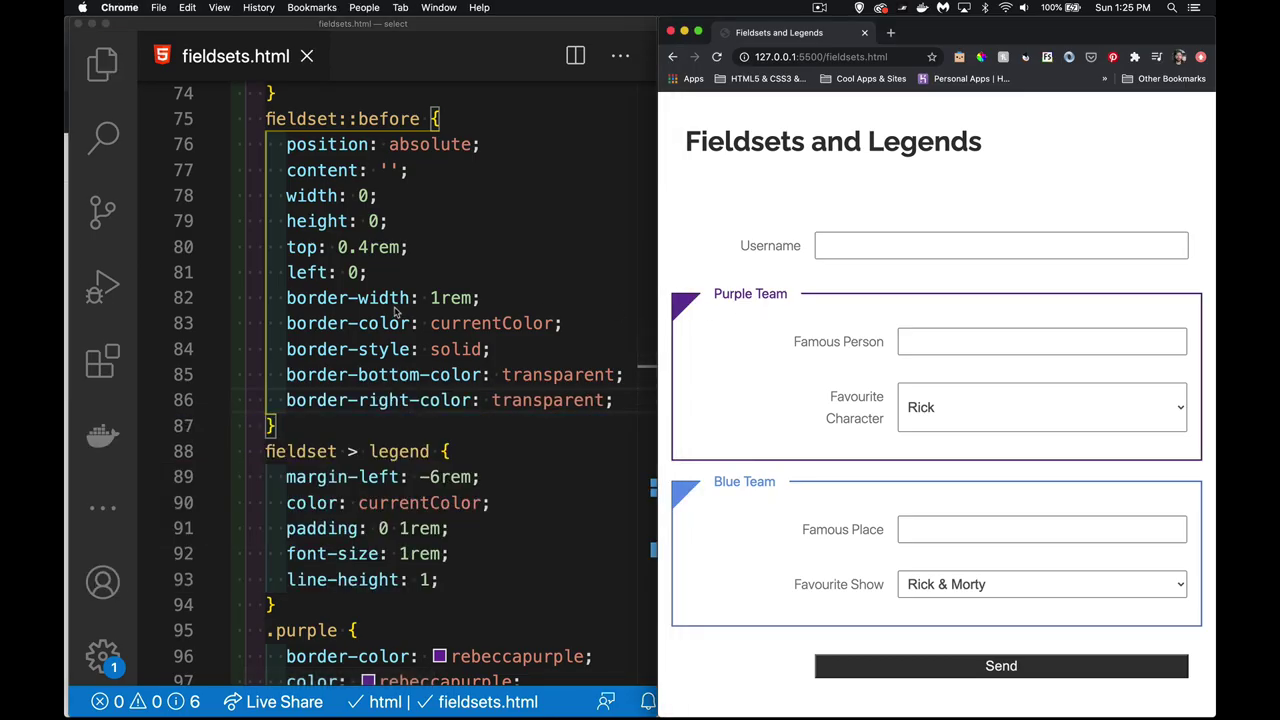 Chrome File Edit View History Bookmarks People Tab Window Help 100% Sun 1:25 PM
fieldsets.html — select
fieldsets.html
74 }
75 fieldset::before {
76 position: absolute;
77 content: '';
78 width: 0;
79 height: 0;
80 top: 0.4rem;
81 left: 0;
82 border-width: 1rem;
83 border-color: currentColor;
84 border-style: solid;
85 border-bottom-color: transparent;
86 border-right-color: transparent;
87 }
88 fieldset > legend {
89 margin-left: -6rem;
90 color: currentColor;
91 padding: 0 1rem;
92 font-size: 1rem;
93 line-height: 1;
94 }
95 .purple {
96 border-color: rebeccapurple;
97 color: rebeccapurple;
1
0 0 6 Live Share html fieldsets.html
Fieldsets and Legends
127.0.0.1:5500/fieldsets.html
Apps HTML5 & CSS3 &... Cool Apps & Sites Personal Apps | H... » Other Bookmarks
Fieldsets and Legends
Username
Purple Team
Famous Person
Favourite
Character
Rick
Blue Team
Famous Place
Favourite Show Rick & Morty
Send